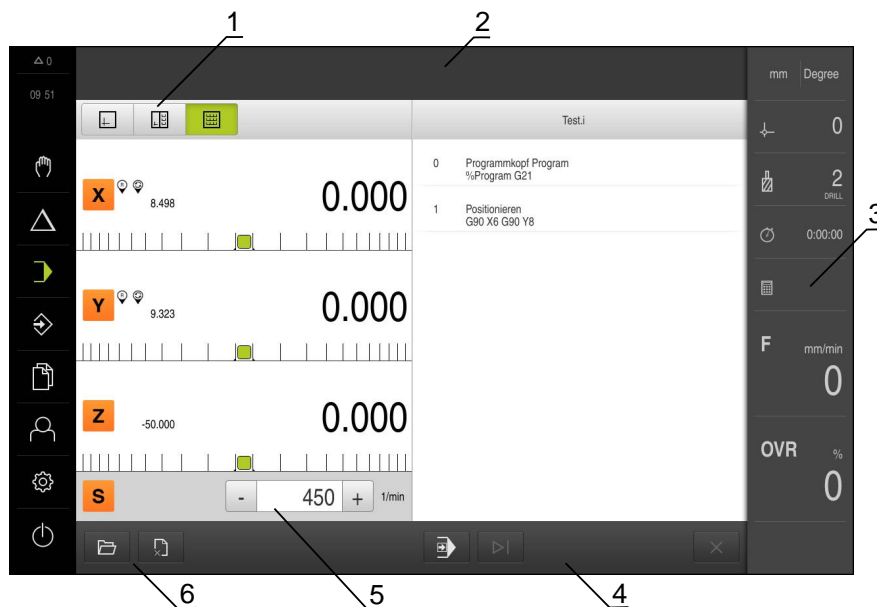 1
2
0
09 51
mm Degree
Test.i
0
0 Programmkopf Program
%Program G21
1 Positionieren
G90 X6 G90 Y8
X R 8.498 0.000
2
DRILL
3
0:00:00
Y R 9.323 0.000
F mm/min
0
Z -50.000 0.000
OVR %
0
S - 450 + 1/min
6
5
4